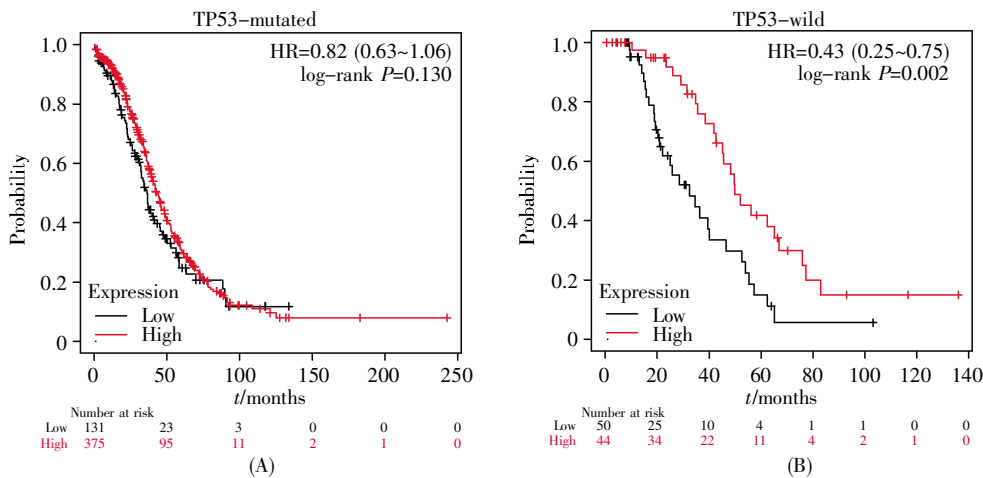 TP53-mutated
HR=0.82 (0.63~1.06)
log-rank P=0.130
1.0
0.8
0.6
0.4
0.2
0
Probability
Expression
Low
High
0 50 100 150 200 250
t/months
Number at risk
Low 131 23 3 0 0 0
High 375 95 11 2 1 0
(A)
TP53-wild
HR=0.43 (0.25~0.75)
log-rank P=0.002
1.0
0.8
0.6
0.4
0.2
0
Probability
Expression
Low
High
0 20 40 60 80 100 120 140
t/months
Number at risk
Low 50 25 10 4 1 1 0 0
High 44 34 22 11 4 2 1 0
(B)